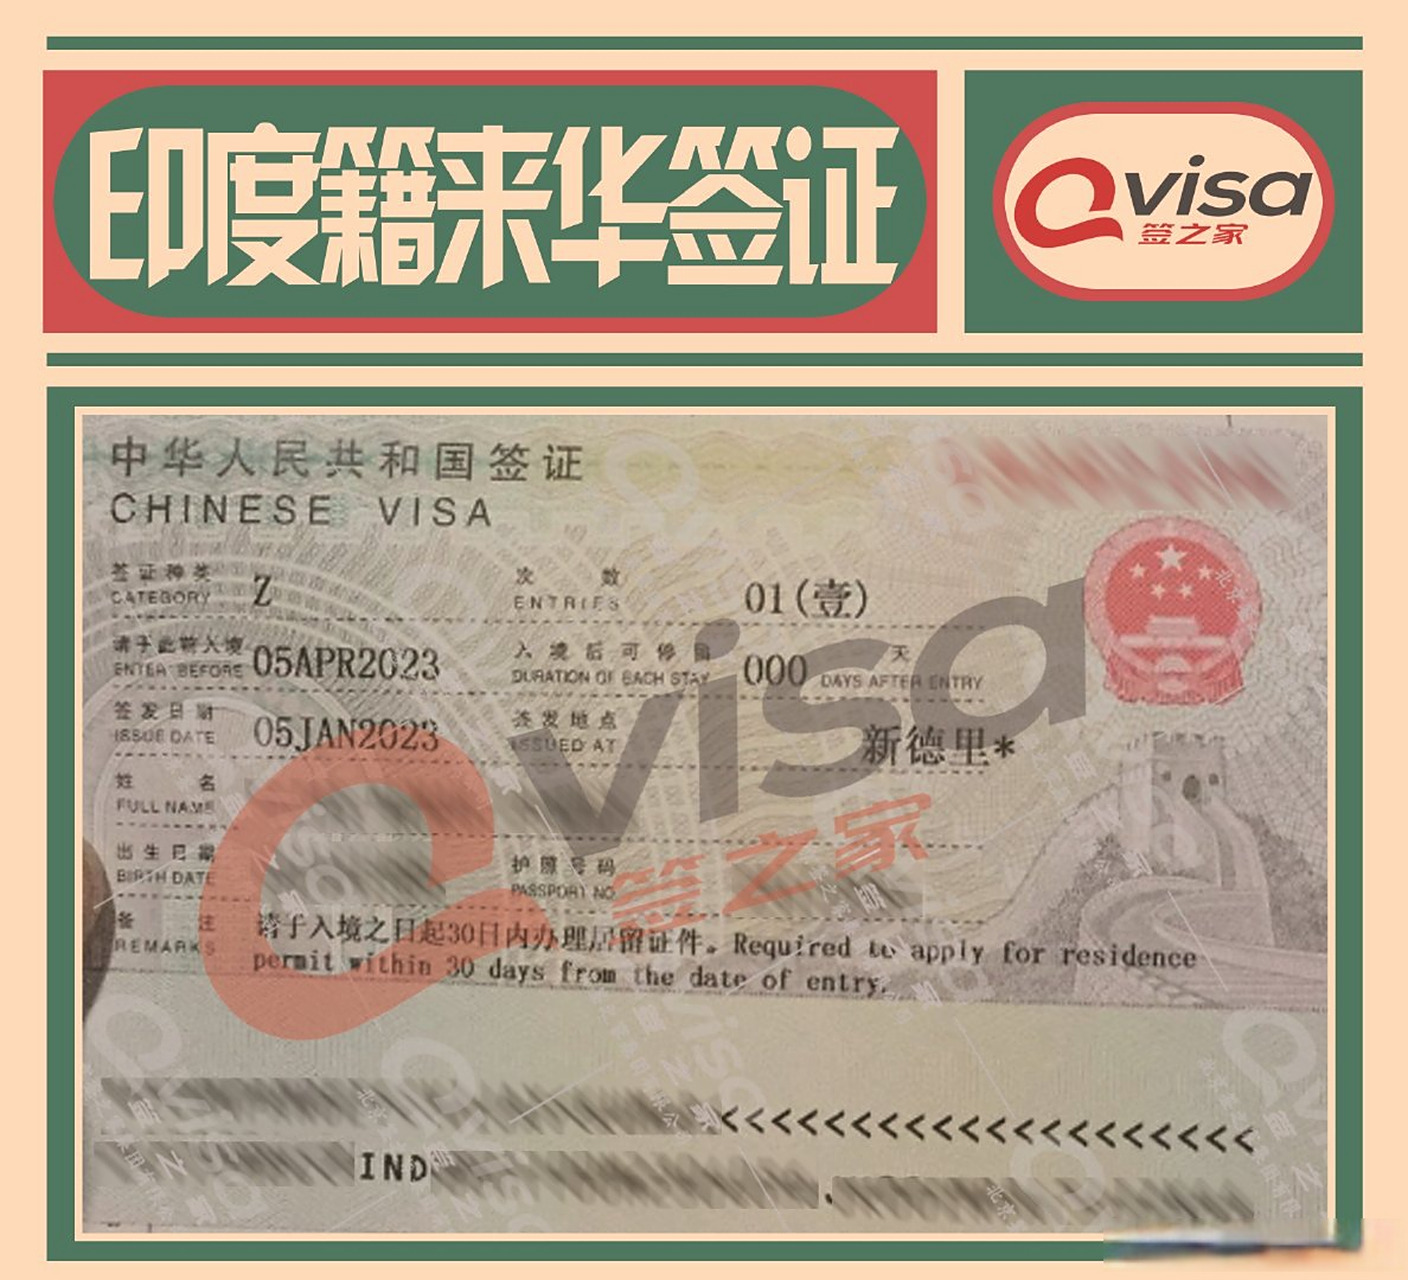 印度籍来华签证
Qvisa
签之家
中华人民共和国签证
CHINESE VISA
签证种类 次数
CATEGORY Z ENTRIES 01(壹)
请于此前入境 入境后可停留 天
ENTER BEFORE 05APR2023 DURATION OF EACH STAY 000 DAYS AFTER ENTRY
签发日期 签发地点
ISSUE DATE 05JAN2023 ISSUED AT 新德里*
姓名
FULL NAME
出生日期 护照号码
BIRTH DATE PASSPORT NO
备注 请于入境之日起30日内办理居留证件。Required to apply for residence
REMARKS permit within 30 days from the date of entry.
Qvisa
签之家
<<<<<<<<<<<<<<<<<<<<
IND